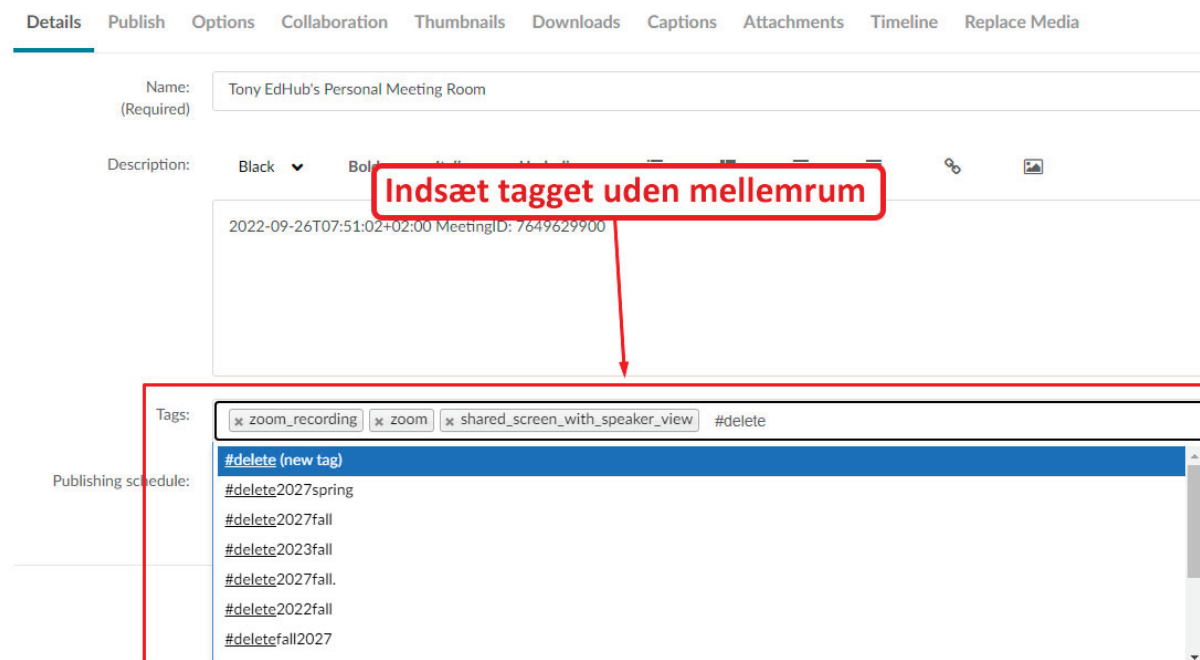 Details Publish Options Collaboration Thumbnails Downloads Captions Attachments Timeline Replace Media
Name: Tony EdHub's Personal Meeting Room
(Required)
Description: Black
Indsæt tagget uden mellemrum
2022-09-26T07:51:02+02:00 MeetingID: 7649629900
Tags: × zoom_recording × zoom × shared_screen_with_speaker_view #delete
#delete (new tag)
Publishing schedule: #delete2027spring
#delete2027fall
#delete2023fall
#delete2027fall.
#delete2022fall
#deletefall2027